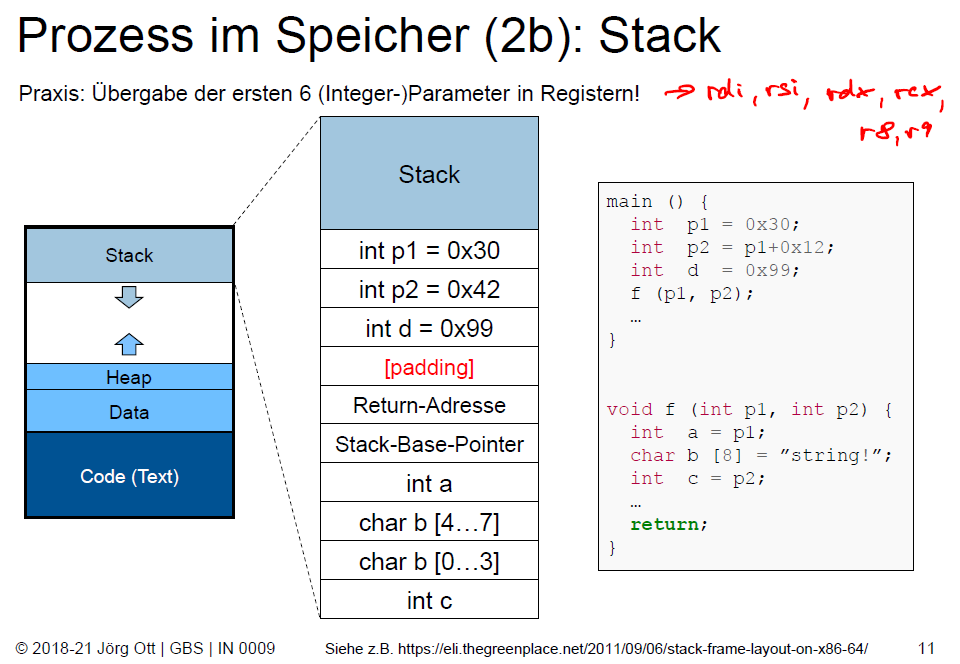 Prozess im Speicher (2b): Stack
Praxis: Übergabe der ersten 6 (Integer-)Parameter in Registern! → rdi, rsi, rdx, rcx,
r8, r9
Stack
Heap
Data
Code (Text)
Stack
int p1 = 0x30
int p2 = 0x42
int d = 0x99
[padding]
Return-Adresse
Stack-Base-Pointer
int a
char b [4…7]
char b [0…3]
int c
main () {
int p1 = 0x30;
int p2 = p1+0x12;
int d = 0x99;
f (p1, p2);
…
}
void f (int p1, int p2) {
int a = p1;
char b [8] = ”string!”;
int c = p2;
…
return;
}
© 2018-21 Jörg Ott | GBS | IN 0009
Siehe z.B. https://eli.thegreenplace.net/2011/09/06/stack-frame-layout-on-x86-64/
11